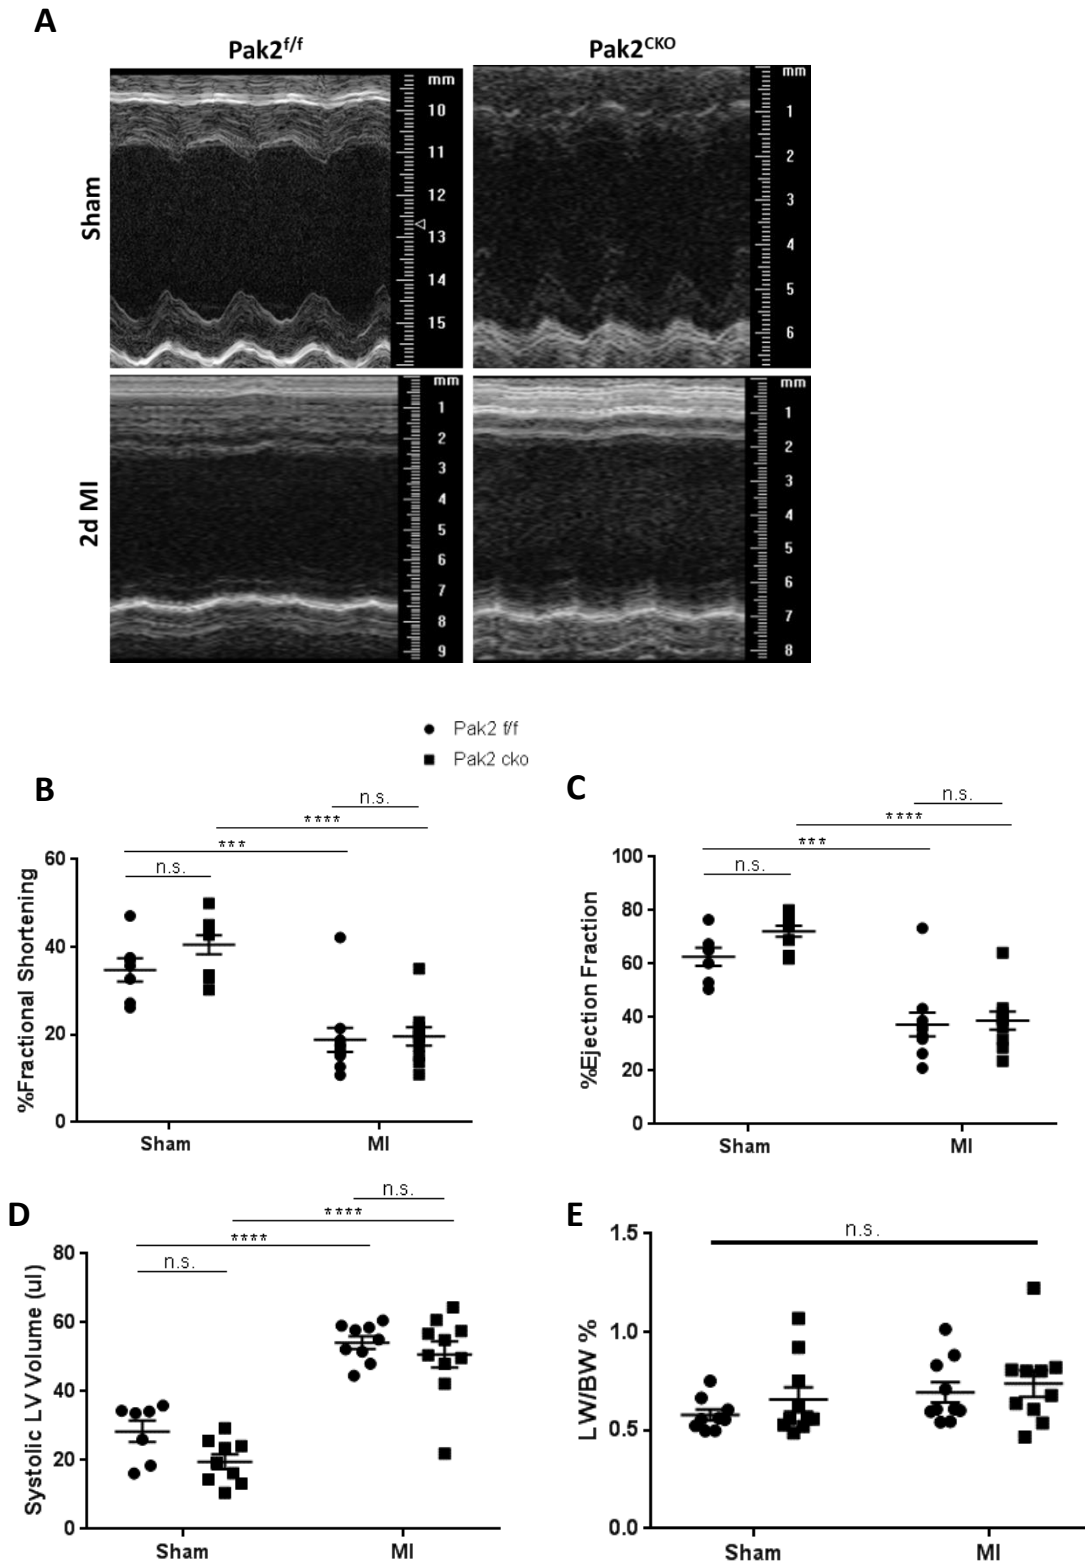 A
Pak2f/f
Pak2CKO
Sham
mm
10
11
12
13
14
15
mm
1
2
3
4
5
6
2d MI
mm
1
2
3
4
5
6
7
8
9
mm
1
2
3
4
5
6
7
8
Pak2 f/f
Pak2 cko
B
n.s.
****
***
n.s.
%Fractional Shortening
60
40
20
0
Sham
MI
C
n.s.
****
***
n.s.
%Ejection Fraction
100
80
60
40
20
0
Sham
MI
D
n.s.
****
****
n.s.
Systolic LV Volume (ul)
80
60
40
20
0
Sham
MI
E
n.s.
LW/BW %
1.5
1.0
0.5
0.0
Sham
MI